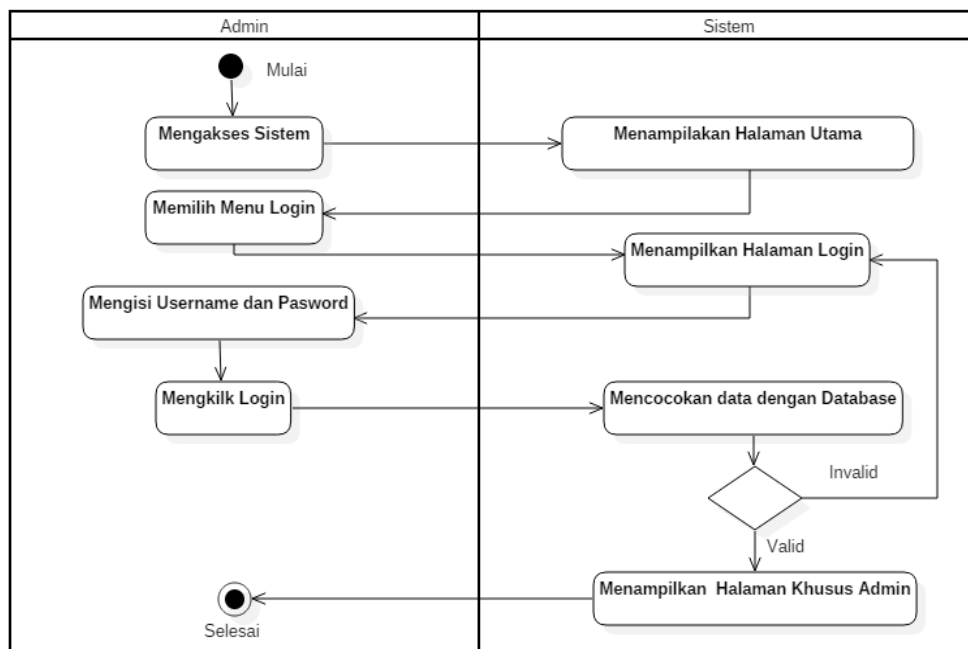 Admin
Sistem
Mulai
Mengakses Sistem
Menampilakan Halaman Utama
Memilih Menu Login
Menampilkan Halaman Login
Mengisi Username dan Pasword
Mengkilk Login
Mencocokan data dengan Database
Invalid
Valid
Menampilkan Halaman Khusus Admin
Selesai